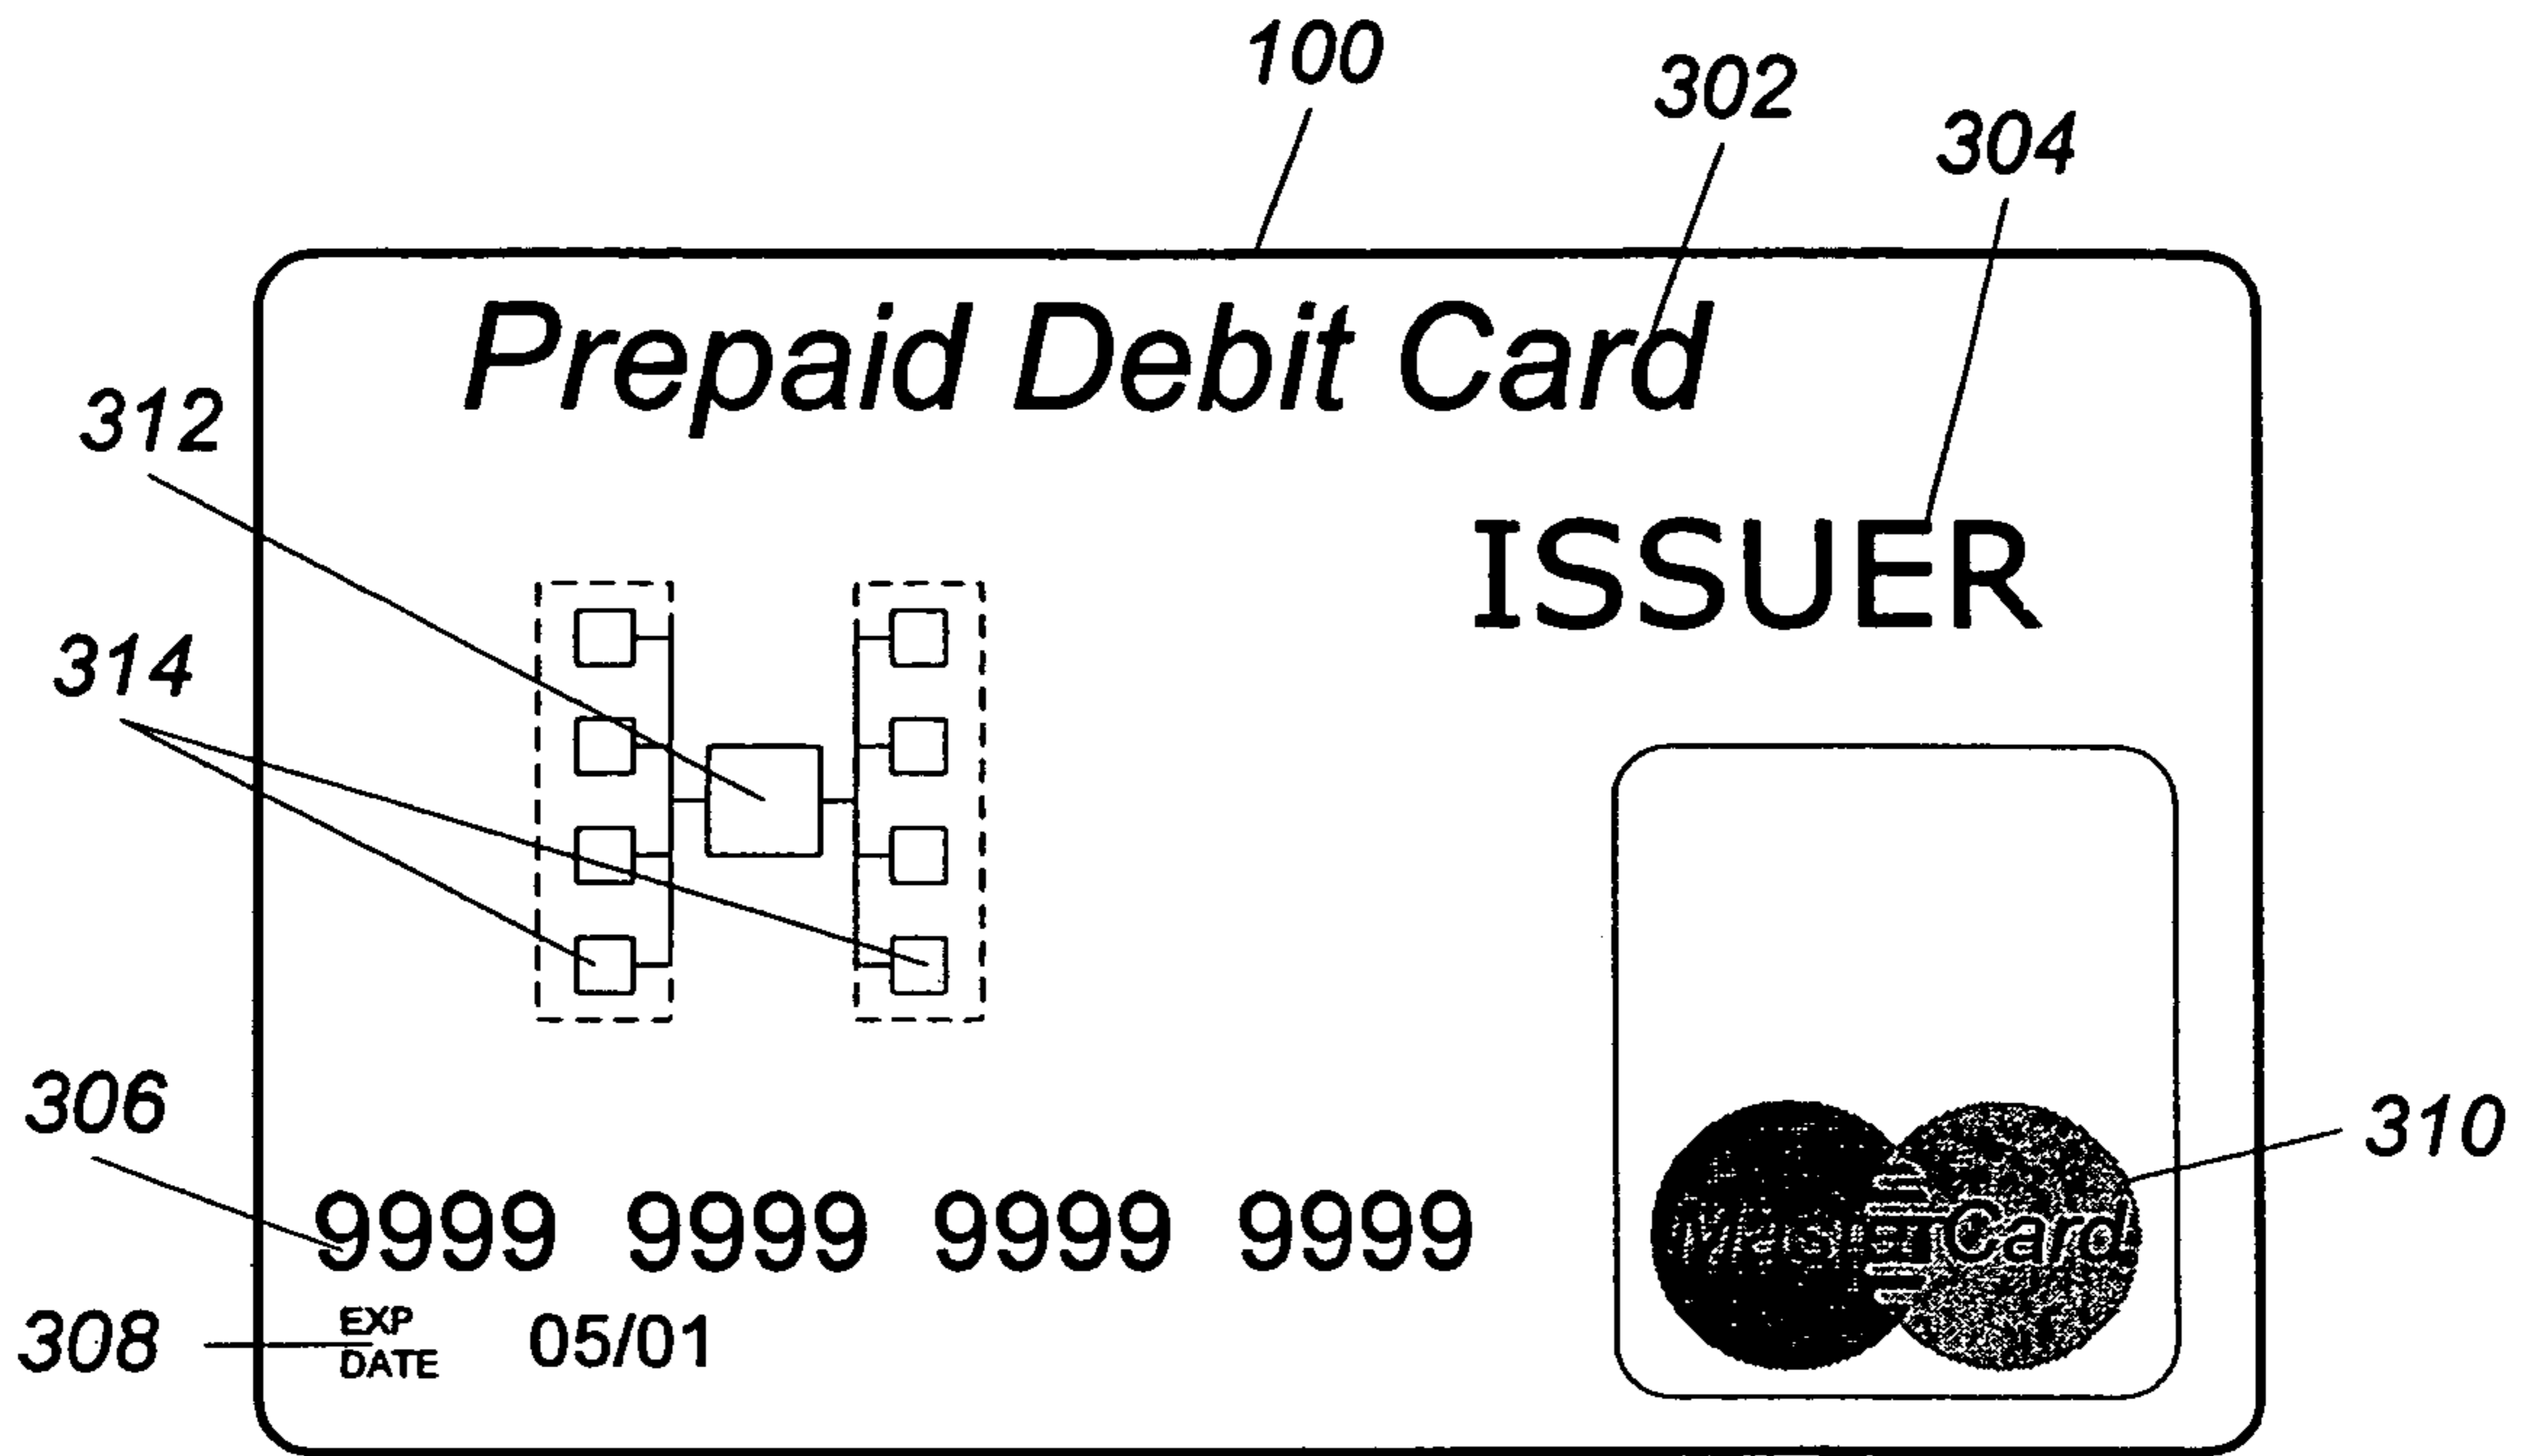 100
302
304
Prepaid Debit Card
312
ISSUER
314
306
310
9999 9999 9999 9999
MasterCard
308
EXP
DATE
05/01